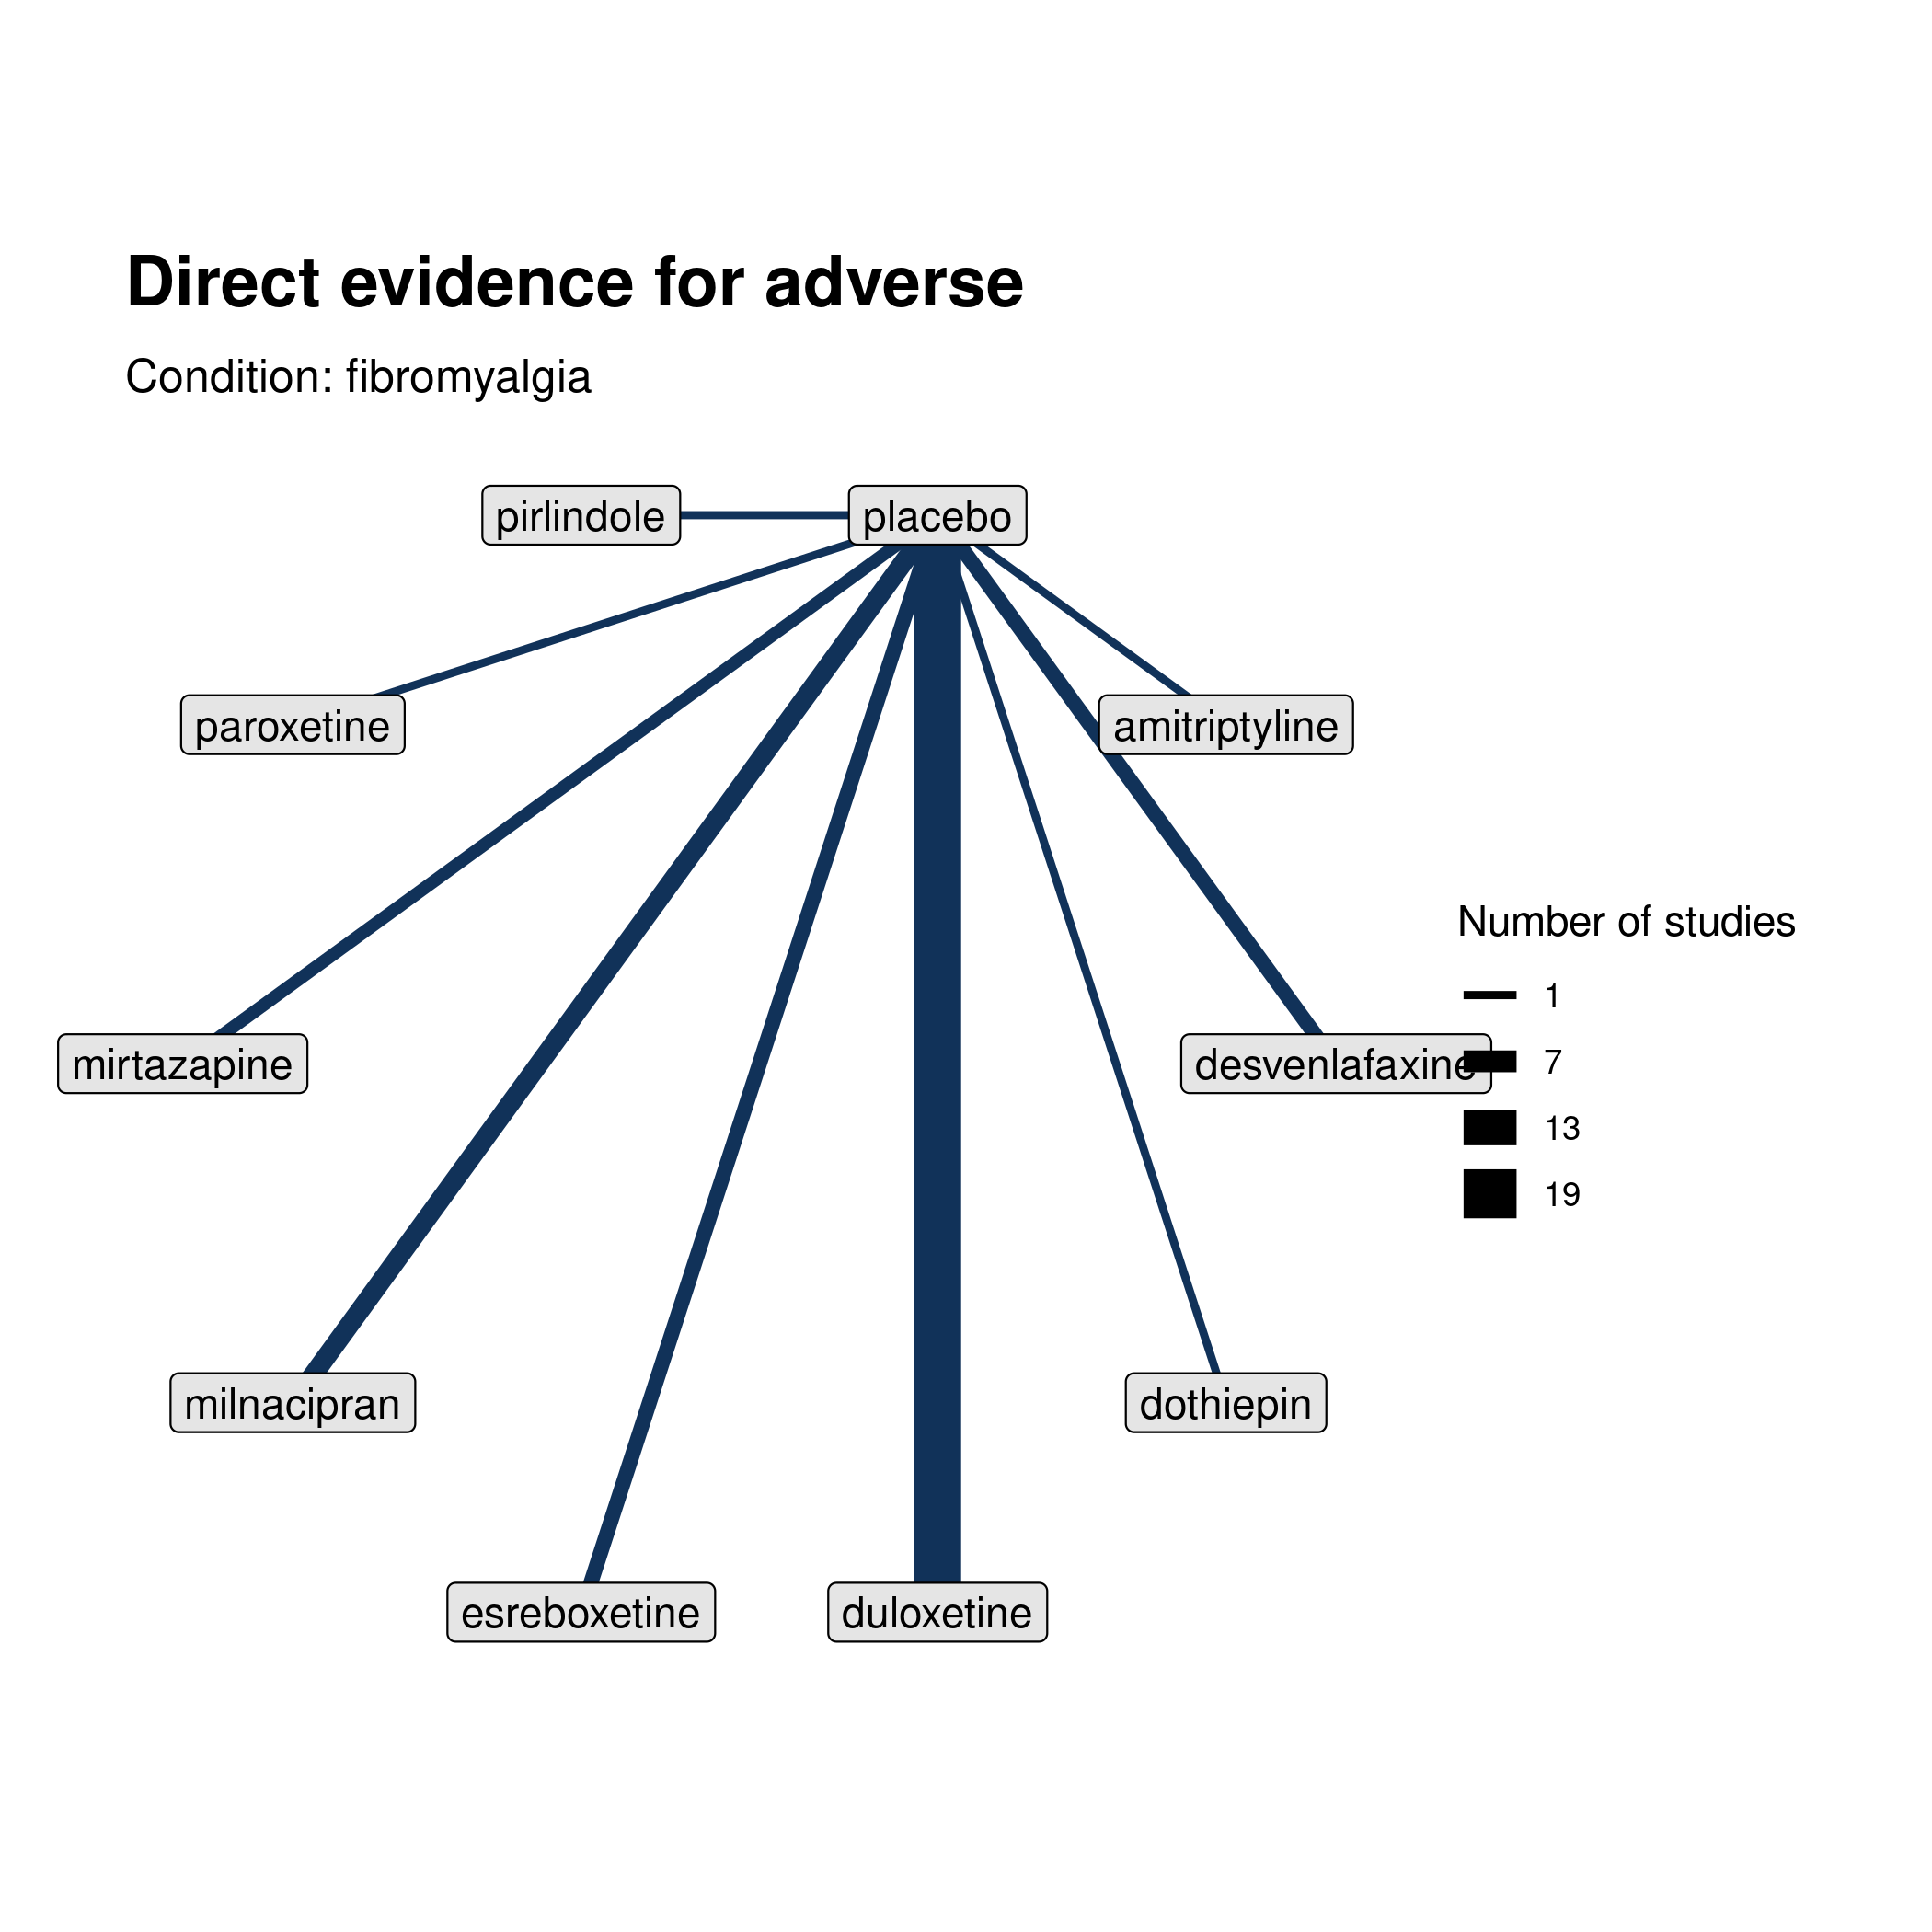 Direct evidence for adverse
Condition: fibromyalgia
pirlindole
placebo
paroxetine
amitriptyline
Number of studies
1
mirtazapine
desvenlafaxine
7
13
19
milnacipran
dothiepin
esreboxetine
duloxetine